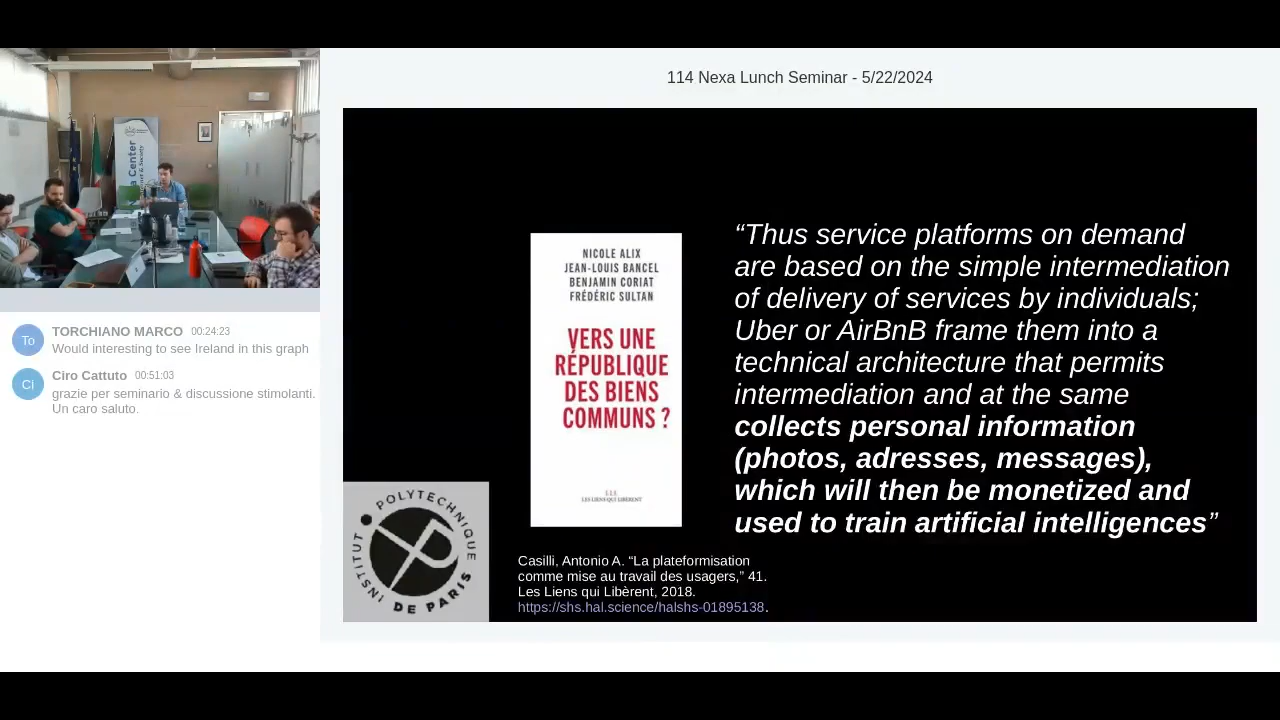 114 Nexa Lunch Seminar - 5/22/2024
a Center
TORCHIANO MARCO 00:24:23
To
Would interesting to see Ireland in this graph
Ciro Cattuto 00:51:03
Ci
grazie per seminario & discussione stimolanti.
Un caro saluto.
NICOLE ALIX
JEAN-LOUIS BANCEL
BENJAMIN CORIAT
FRÉDÉRIC SULTAN
VERS UNE
RÉPUBLIQUE
DES BIENS
COMMUNS ?
LLL
LES LIENS QUI LIBÈRENT
“Thus service platforms on demand
are based on the simple intermediation
of delivery of services by individuals;
Uber or AirBnB frame them into a
technical architecture that permits
intermediation and at the same
collects personal information
(photos, adresses, messages),
which will then be monetized and
used to train artificial intelligences”
INSTITUT POLYTECHNIQUE
DE PARIS
Casilli, Antonio A. “La plateformisation
comme mise au travail des usagers,” 41.
Les Liens qui Libèrent, 2018.
https://shs.hal.science/halshs-01895138.